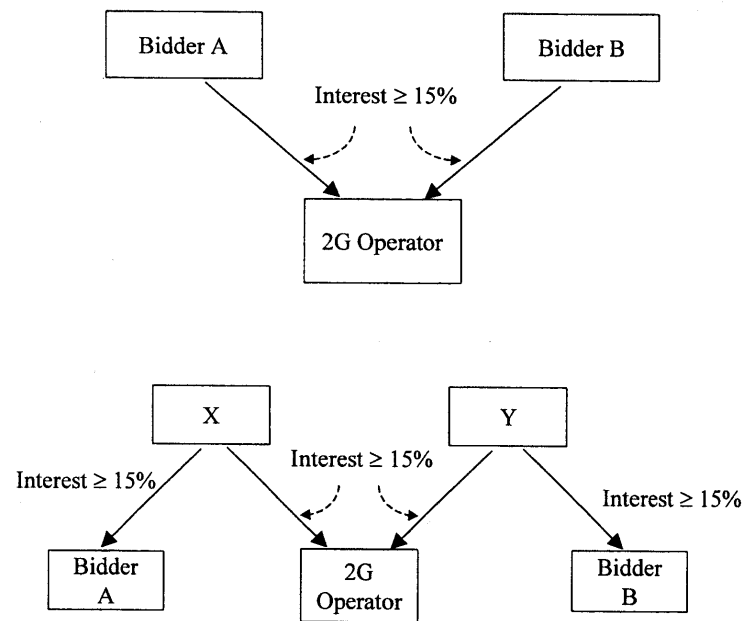 Bidder A
Bidder B
Interest ≥ 15%
2G Operator
X
Y
Interest ≥ 15%
Interest ≥ 15%
Interest ≥ 15%
Bidder
A
2G
Operator
Bidder
B